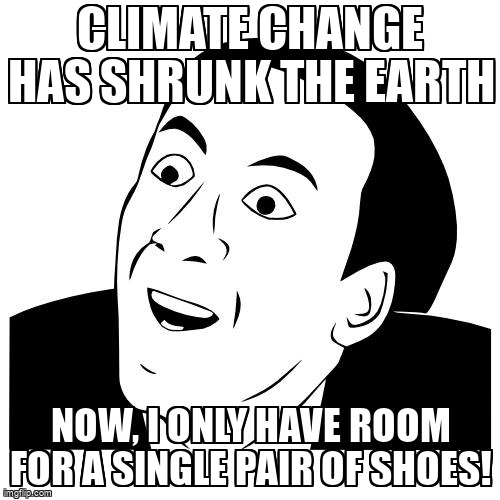 CLIMATE CHANGE
HAS SHRUNK THE EARTH
NOW, I ONLY HAVE ROOM
FOR A SINGLE PAIR OF SHOES!
imgflip.com